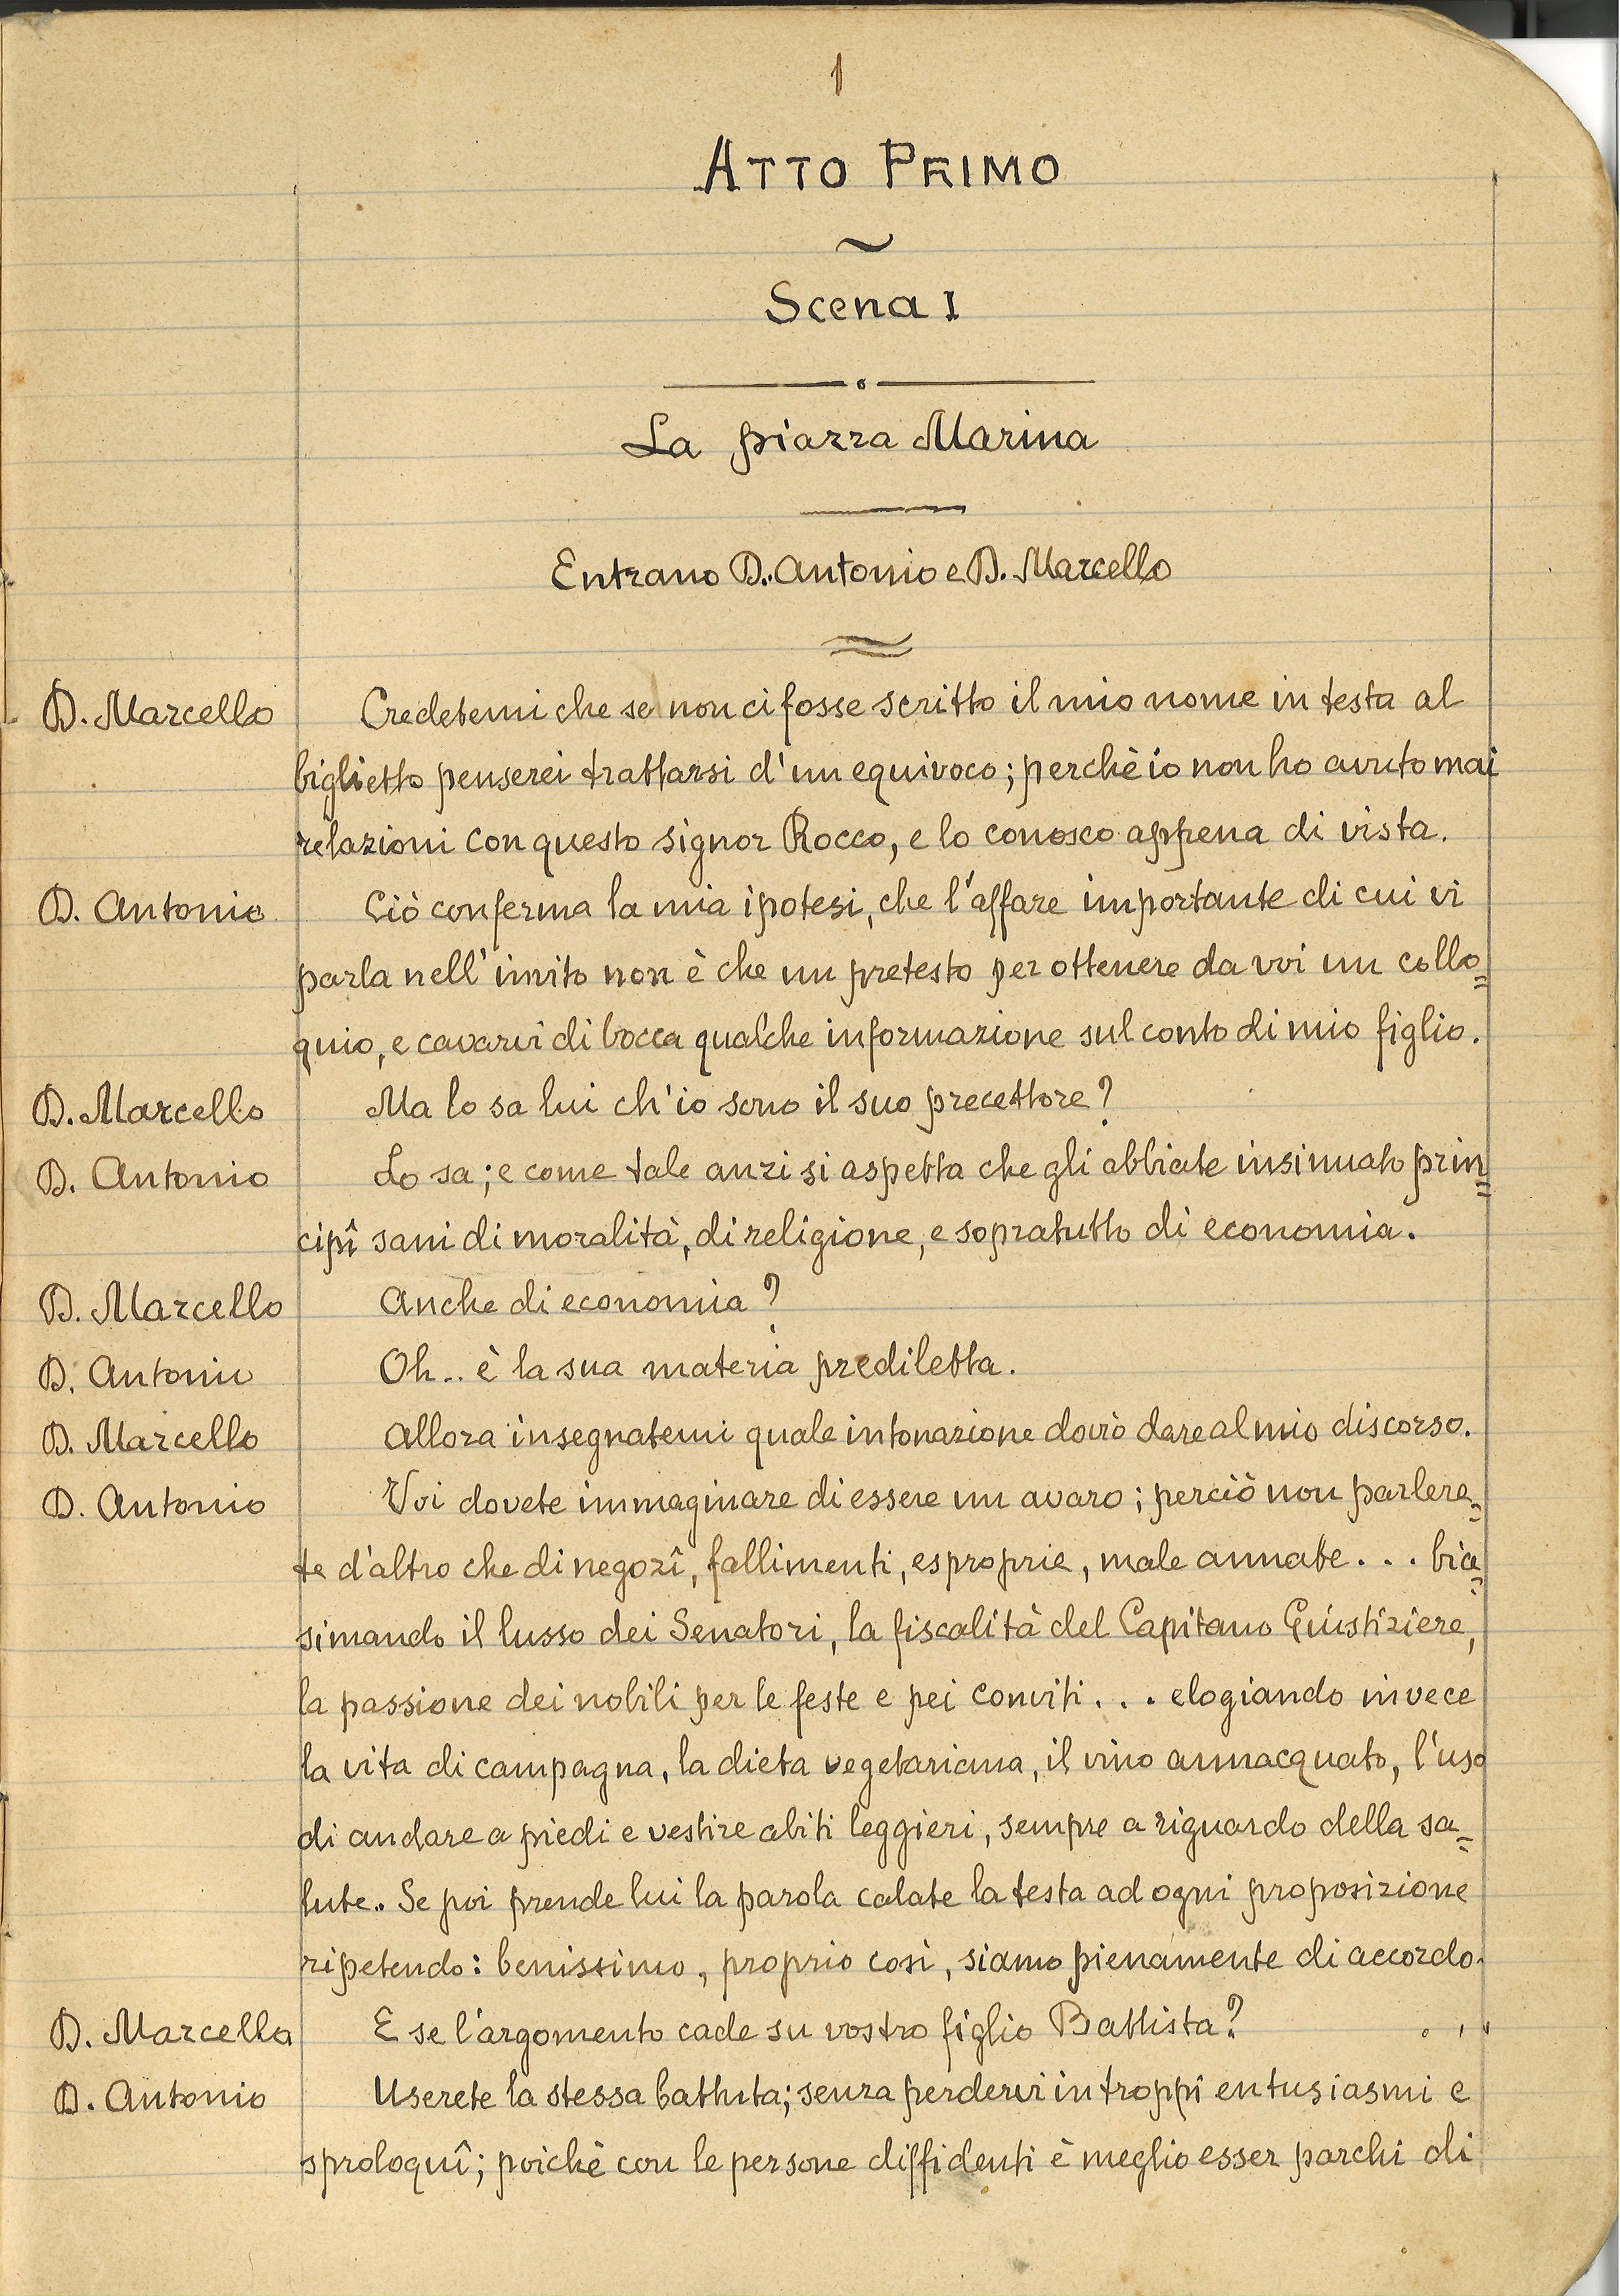 1
ATTO PRIMO
Scena I
La piazza Marina
Entrano D. Antonio e D. Marcello
D. Marcello Credetemi che se non ci fosse scritto il mio nome in testa al
biglietto penserei trattarsi d'un equivoco; perchè io non ho avuto mai
relazioni con questo signor Rocco, e lo conosco appena di vista.
D. Antonio Ciò conferma la mia ipotesi, che l'affare importante di cui vi
parla nell'invito non è che un pretesto per ottenere da voi un collo=
quio, e cavarvi di bocca qualche informazione sul conto di mio figlio.
D. Marcello Ma lo sa lui ch'io sono il suo precettore?
D. Antonio Lo sa; e come tale anzi si aspetta che gli abbiate insinuato prin=
cipî sani di moralità, di religione, e sopratutto di economia.
D. Marcello Anche di economia?
D. Antonio Oh.. è la sua materia prediletta.
D. Marcello Allora insegnatemi quale intonazione dovrò dare al mio discorso.
D. Antonio Voi dovete immaginare di essere un avaro; perciò non parlere=
te d'altro che di negozî, fallimenti, esproprie, male annate... bia=
simando il lusso dei Senatori, la fiscalità del Capitano Giustiziere,
la passione dei nobili per le feste e pei conviti... elogiando invece
la vita di campagna, la dieta vegetariana, il vino annacquato, l'uso
di andare a piedi e vestire abiti leggieri, sempre a riguardo della sa=
lute. Se poi prende lui la parola calate la testa ad ogni proposizione
ripetendo: benissimo, proprio così, siamo pienamente di accordo.
D. Marcello E se l'argomento cade su vostro figlio Battista?
D. Antonio Userete la stessa battuta; senza perdervi in troppi entusiasmi e
sproloquî; poichè con le persone diffidenti è meglio esser parchi di